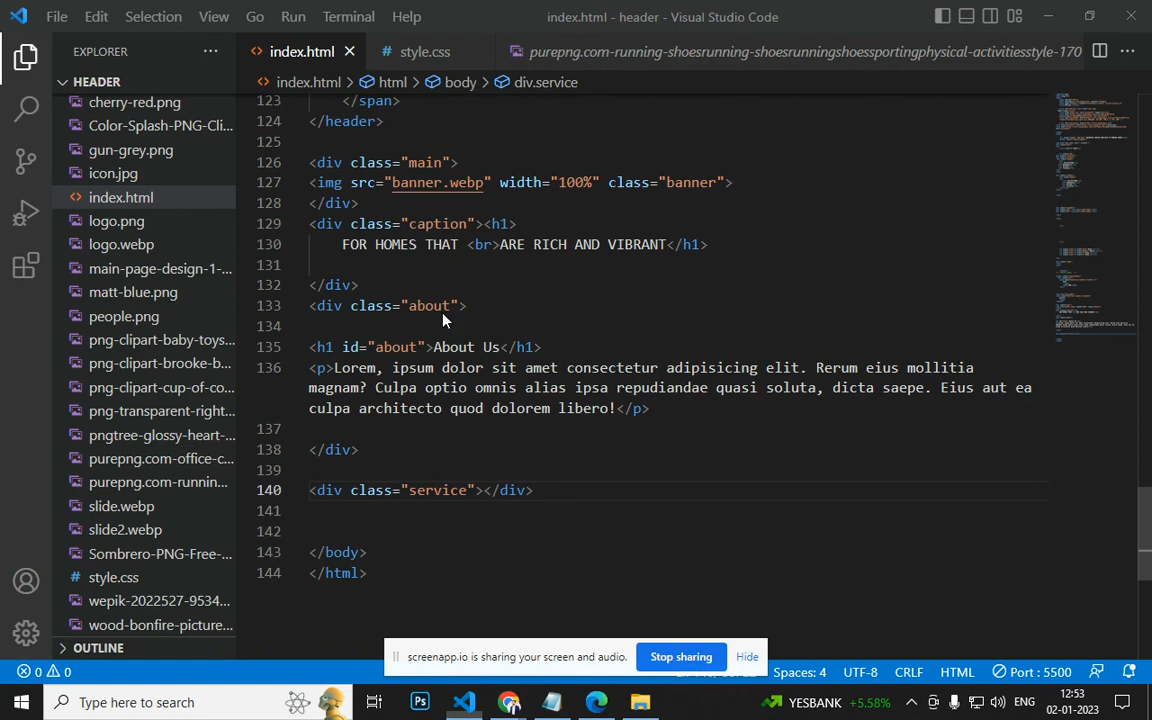 File Edit Selection View Go Run Terminal Help
index.html - header - Visual Studio Code
EXPLORER
index.html
style.css
purepng.com-running-shoesrunning-shoesrunningshoessportingphysical-activitiesstyle-170
HEADER
index.html > html > body > div.service
cherry-red.png
Color-Splash-PNG-Cli...
gun-grey.png
icon.jpg
index.html
logo.png
logo.webp
main-page-design-1-...
matt-blue.png
people.png
png-clipart-baby-toys...
png-clipart-brooke-b...
png-clipart-cup-of-co...
png-transparent-right...
pngtree-glossy-heart-...
purepng.com-office-c...
purepng.com-runnin...
slide.webp
slide2.webp
Sombrero-PNG-Free-...
style.css
wepik-2022527-9534...
wood-bonfire-picture...
OUTLINE
123 </span>
124 </header>
125
126 <div class="main">
127 <img src="banner.webp" width="100%" class="banner">
128 </div>
129 <div class="caption"><h1>
130 FOR HOMES THAT <br>ARE RICH AND VIBRANT</h1>
131
132 </div>
133 <div class="about">
134
135 <h1 id="about">About Us</h1>
136 <p>Lorem, ipsum dolor sit amet consectetur adipisicing elit. Rerum eius mollitia
magnam? Culpa optio omnis alias ipsa repudiandae quasi soluta, dicta saepe. Eius aut ea
culpa architecto quod dolorem libero!</p>
137
138 </div>
139
140 <div class="service"></div>
141
142
143 </body>
144 </html>
screenapp.io is sharing your screen and audio. Stop sharing Hide
0 0
Spaces: 4 UTF-8 CRLF HTML Port : 5500
Type here to search
Ps
YESBANK +5.58%
ENG
12:53
02-01-2023